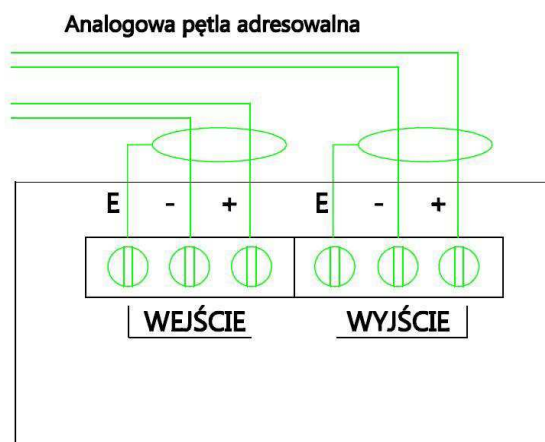 Analogowa pętla adresowalna
E - + E - +
WEJŚCIE WYJŚCIE